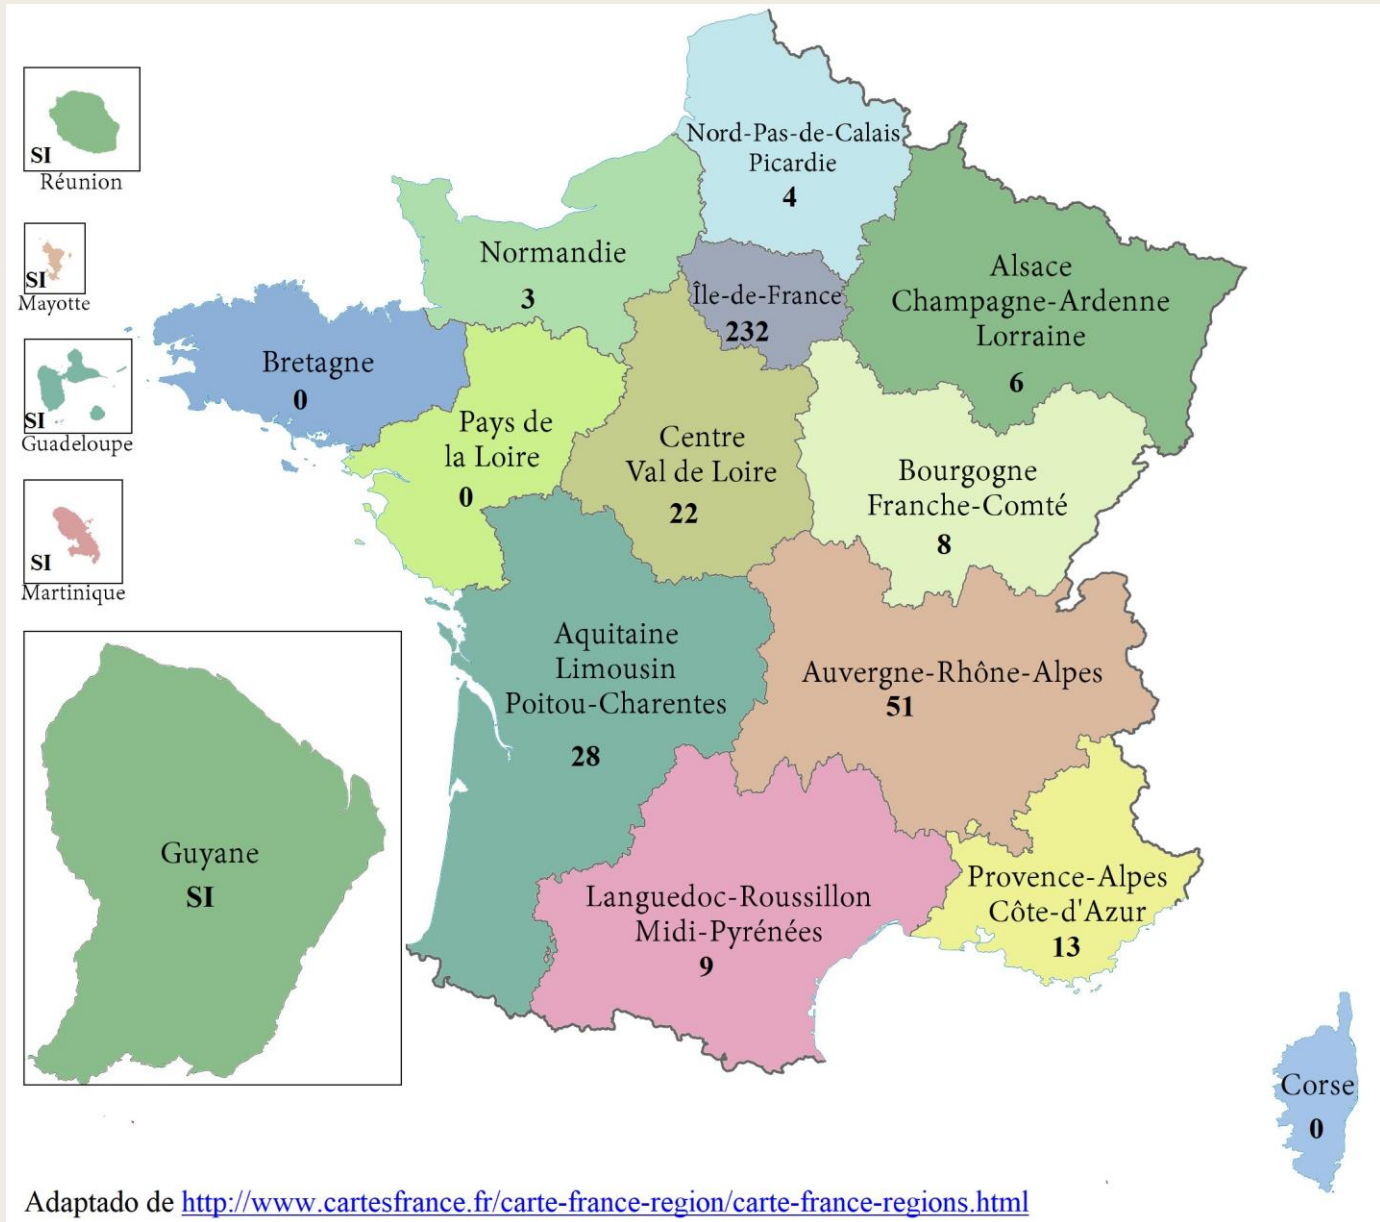 SI
Réunion
SI
Mayotte
SI
Guadeloupe
SI
Martinique
Guyane
SI
Nord-Pas-de-Calais
Picardie
4
Normandie
3
Île-de-France
232
Alsace
Champagne-Ardenne
Lorraine
6
Bretagne
0
Pays de
la Loire
0
Centre
Val de Loire
22
Bourgogne
Franche-Comté
8
Aquitaine
Limousin
Poitou-Charentes
28
Auvergne-Rhône-Alpes
51
Languedoc-Roussillon
Midi-Pyrénées
9
Provence-Alpes
Côte-d'Azur
13
Corse
0
Adaptado de http://www.cartesfrance.fr/carte-france-region/carte-france-regions.html